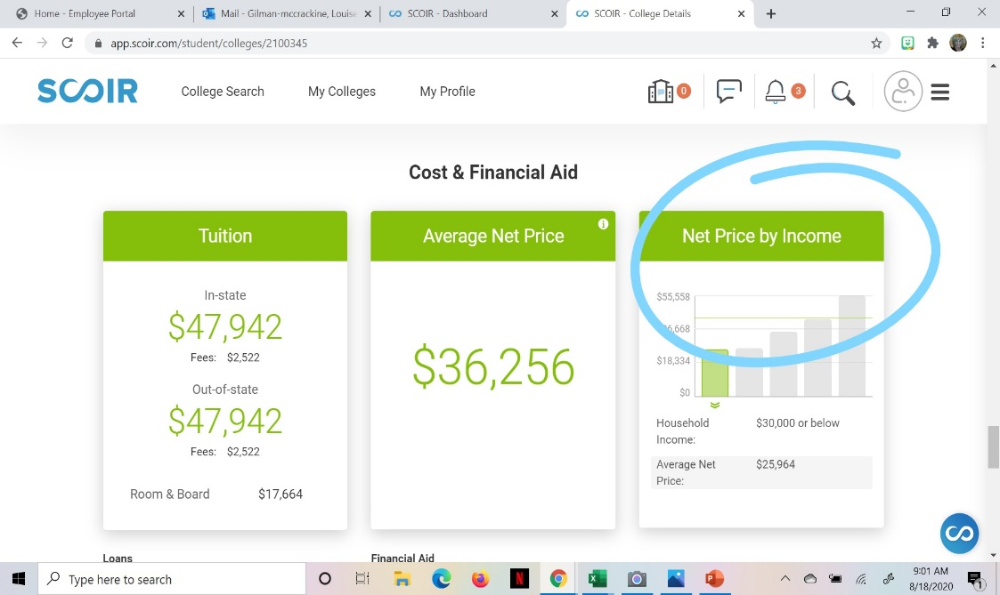 Home - Employee Portal
Mail - Gilman-mccrackine, Louise
SCOIR - Dashboard
SCOIR - College Details
app.scoir.com/student/colleges/2100345
SCOIR
College Search
My Colleges
My Profile
0
3
Cost & Financial Aid
Tuition
In-state
$47,942
Fees: $2,522
Out-of-state
$47,942
Fees: $2,522
Room & Board $17,664
Average Net Price
$36,256
Net Price by Income
$55,558
6,668
$18,334
$0
Household
Income:
$30,000 or below
Average Net
Price:
$25,964
Loans
Financial Aid
Type here to search
9:01 AM
8/18/2020
1